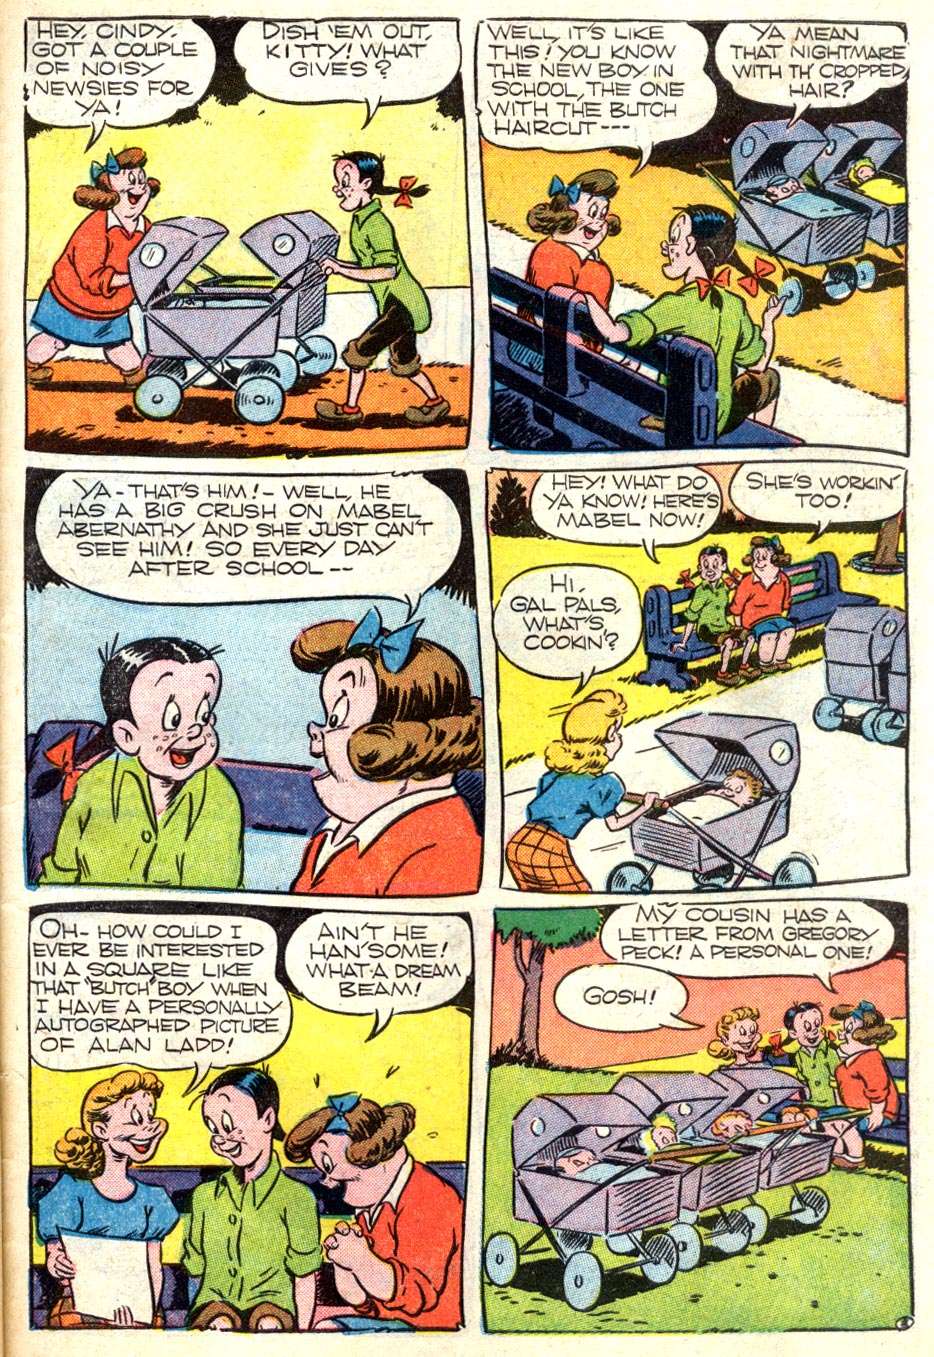 HEY, CINDY,
GOT A COUPLE
OF NOISY
NEWSIES FOR
YA!
DISH 'EM OUT,
KITTY! WHAT
GIVES?
WELL, IT'S LIKE
THIS! YOU KNOW
THE NEW BOY IN
SCHOOL, THE ONE
WITH THE BUTCH
HAIRCUT ---
YA MEAN
THAT NIGHTMARE
WITH TH' CROPPED
HAIR?
YA - THAT'S HIM! - WELL, HE
HAS A BIG CRUSH ON MABEL
ABERNATHY AND SHE JUST CAN'T
SEE HIM! SO EVERY DAY
AFTER SCHOOL --
HEY! WHAT DO
YA KNOW! HERE'S
MABEL NOW!
SHE'S WORKIN'
TOO!
HI,
GAL PALS,
WHAT'S
COOKIN'?
OH - HOW COULD I
EVER BE INTERESTED
IN A SQUARE LIKE
THAT "BUTCH" BOY WHEN
I HAVE A PERSONALLY
AUTOGRAPHED PICTURE
OF ALAN LADD!
AIN'T HE
HAN'SOME!
WHAT-A DREAM
BEAM!
MY COUSIN HAS A
LETTER FROM GREGORY
PECK! A PERSONAL ONE!
GOSH!